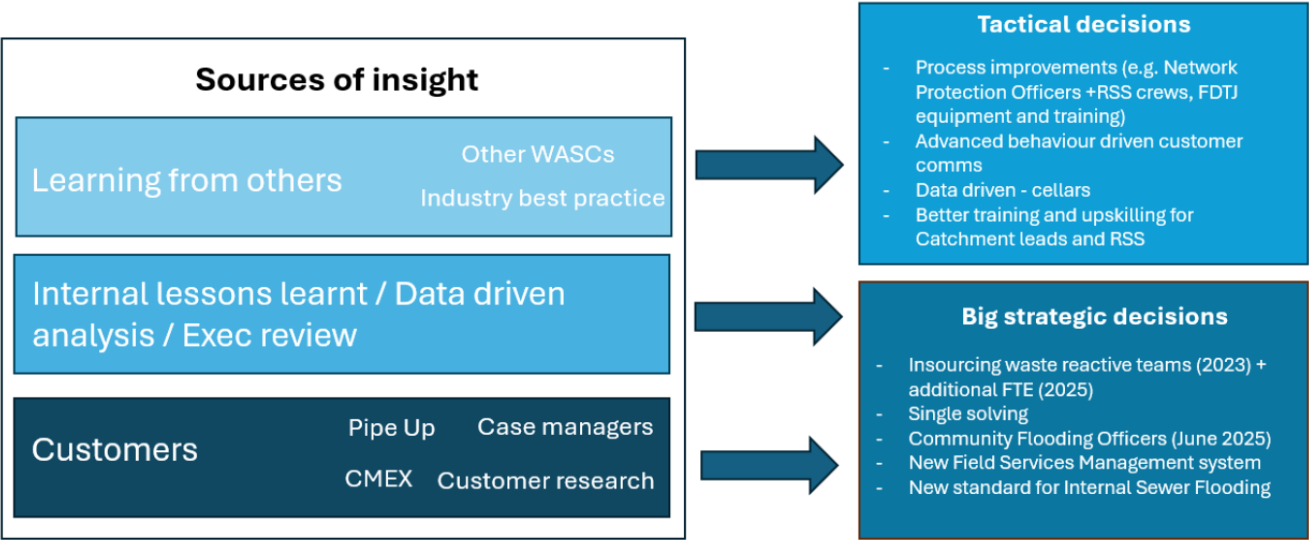 Sources of insight
Learning from others
Other WASCs
Industry best practice
Internal lessons learnt / Data driven
analysis / Exec review
Customers
Pipe Up
Case managers
CMEX
Customer research
Tactical decisions
- Process improvements (e.g. Network
Protection Officers +RSS crews, FDTJ
equipment and training)
- Advanced behaviour driven customer
comms
- Data driven - cellars
- Better training and upskilling for
Catchment leads and RSS
Big strategic decisions
- Insourcing waste reactive teams (2023) +
additional FTE (2025)
- Single solving
- Community Flooding Officers (June 2025)
- New Field Services Management system
- New standard for Internal Sewer Flooding